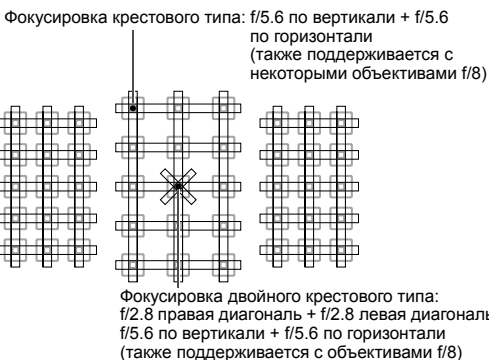 Фокусировка крестового типа: f/5.6 по вертикали + f/5.6
по горизонтали
(также поддерживается с
некоторыми объективами f/8)
Фокусировка двойного крестового типа:
f/2.8 правая диагональ + f/2.8 левая диагональ
f/5.6 по вертикали + f/5.6 по горизонтали
(также поддерживается с объективами f/8)